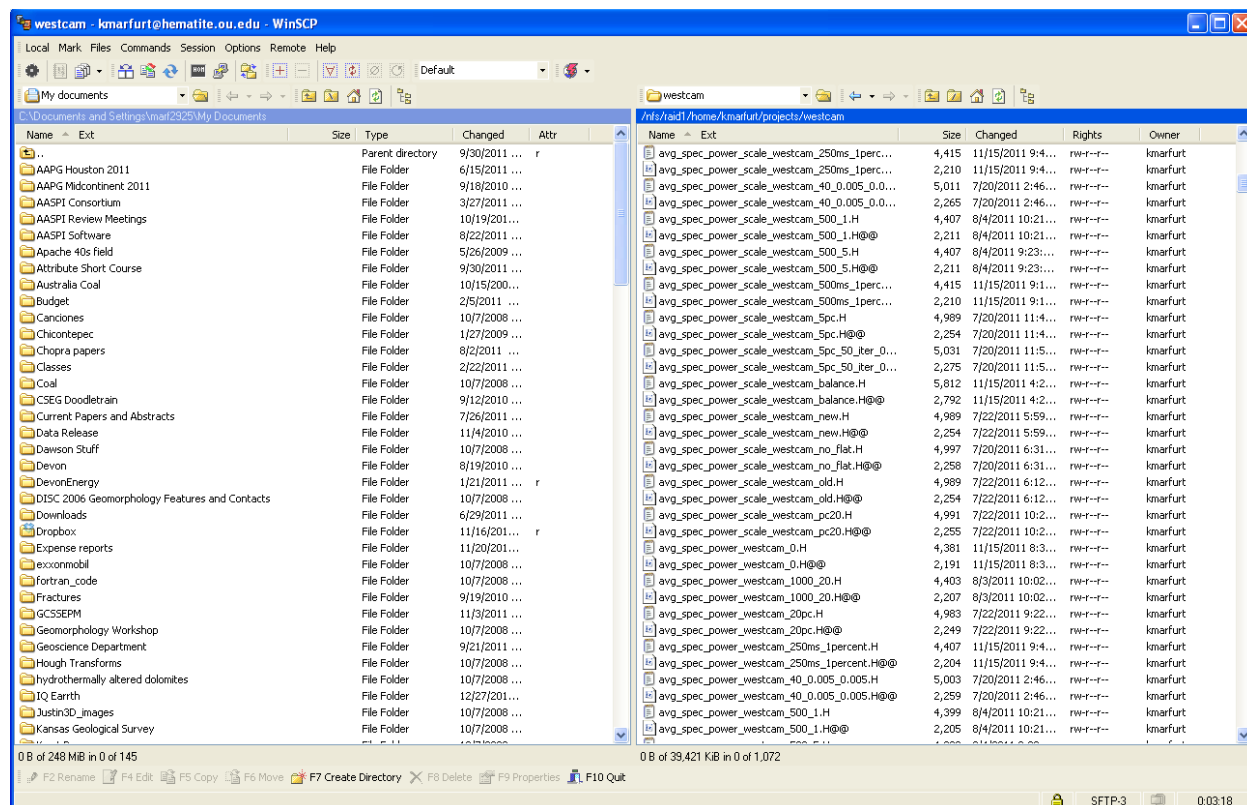 westcam - kmarfurt@hematite.ou.edu - WinSCP
Local Mark Files Commands Session Options Remote Help
Default
My documents
westcam
C:\Documents and Settings\marf2925\My Documents
Name Ext Size Type Changed Attr
.. Parent directory 9/30/2011 ... r
AAPG Houston 2011 File Folder 6/15/2011 ...
AAPG Midcontinent 2011 File Folder 9/18/2010 ...
AASPI Consortium File Folder 3/27/2011 ...
AASPI Review Meetings File Folder 10/19/201...
AASPI Software File Folder 8/22/2011 ...
Apache 40s field File Folder 5/26/2009 ...
Attribute Short Course File Folder 9/30/2011 ...
Australia Coal File Folder 10/15/200...
Budget File Folder 2/5/2011 ...
Canciones File Folder 10/7/2008 ...
Chicontepec File Folder 1/27/2009 ...
Chopra papers File Folder 8/2/2011 ...
Classes File Folder 2/22/2011 ...
Coal File Folder 10/7/2008 ...
CSEG Doodletrain File Folder 9/12/2010 ...
Current Papers and Abstracts File Folder 7/26/2011 ...
Data Release File Folder 11/4/2010 ...
Dawson Stuff File Folder 10/7/2008 ...
Devon File Folder 8/19/2010 ...
DevonEnergy File Folder 1/21/2011 ... r
DISC 2006 Geomorphology Features and Contacts File Folder 10/7/2008 ...
Downloads File Folder 6/29/2011 ...
Dropbox File Folder 11/16/201... r
Expense reports File Folder 11/20/201...
exxonmobil File Folder 10/7/2008 ...
fortran_code File Folder 10/7/2008 ...
Fractures File Folder 9/19/2010 ...
GCSSEPM File Folder 11/3/2011 ...
Geomorphology Workshop File Folder 10/7/2008 ...
Geoscience Department File Folder 9/21/2011 ...
Hough Transforms File Folder 10/7/2008 ...
hydrothermally altered dolomites File Folder 10/7/2008 ...
IQ Earrth File Folder 12/27/201...
Justin3D_images File Folder 10/7/2008 ...
Kansas Geological Survey File Folder 10/7/2008 ...
0 B of 248 MiB in 0 of 145
/nfs/raid1/home/kmarfurt/projects/westcam
Name Ext Size Changed Rights Owner
avg_spec_power_scale_westcam_250ms_1perc... 4,415 11/15/2011 9:4... rw-r--r-- kmarfurt
avg_spec_power_scale_westcam_250ms_1perc... 2,210 11/15/2011 9:4... rw-r--r-- kmarfurt
avg_spec_power_scale_westcam_40_0.005_0.0... 5,011 7/20/2011 2:46... rw-r--r-- kmarfurt
avg_spec_power_scale_westcam_40_0.005_0.0... 2,265 7/20/2011 2:46... rw-r--r-- kmarfurt
avg_spec_power_scale_westcam_500_1.H 4,407 8/4/2011 10:21... rw-r--r-- kmarfurt
avg_spec_power_scale_westcam_500_1.H@@ 2,211 8/4/2011 10:21... rw-r--r-- kmarfurt
avg_spec_power_scale_westcam_500_5.H 4,407 8/4/2011 9:23:... rw-r--r-- kmarfurt
avg_spec_power_scale_westcam_500_5.H@@ 2,211 8/4/2011 9:23:... rw-r--r-- kmarfurt
avg_spec_power_scale_westcam_500ms_1perc... 4,415 11/15/2011 9:1... rw-r--r-- kmarfurt
avg_spec_power_scale_westcam_500ms_1perc... 2,210 11/15/2011 9:1... rw-r--r-- kmarfurt
avg_spec_power_scale_westcam_5pc.H 4,989 7/20/2011 11:4... rw-r--r-- kmarfurt
avg_spec_power_scale_westcam_5pc.H@@ 2,254 7/20/2011 11:4... rw-r--r-- kmarfurt
avg_spec_power_scale_westcam_5pc_50_iter_0... 5,031 7/20/2011 11:5... rw-r--r-- kmarfurt
avg_spec_power_scale_westcam_5pc_50_iter_0... 2,275 7/20/2011 11:5... rw-r--r-- kmarfurt
avg_spec_power_scale_westcam_balance.H 5,812 11/15/2011 4:2... rw-r--r-- kmarfurt
avg_spec_power_scale_westcam_balance.H@@ 2,792 11/15/2011 4:2... rw-r--r-- kmarfurt
avg_spec_power_scale_westcam_new.H 4,989 7/22/2011 5:59... rw-r--r-- kmarfurt
avg_spec_power_scale_westcam_new.H@@ 2,254 7/22/2011 5:59... rw-r--r-- kmarfurt
avg_spec_power_scale_westcam_no_flat.H 4,997 7/20/2011 6:31... rw-r--r-- kmarfurt
avg_spec_power_scale_westcam_no_flat.H@@ 2,258 7/20/2011 6:31... rw-r--r-- kmarfurt
avg_spec_power_scale_westcam_old.H 4,989 7/22/2011 6:12... rw-r--r-- kmarfurt
avg_spec_power_scale_westcam_old.H@@ 2,254 7/22/2011 6:12... rw-r--r-- kmarfurt
avg_spec_power_scale_westcam_pc20.H 4,991 7/22/2011 10:2... rw-r--r-- kmarfurt
avg_spec_power_scale_westcam_pc20.H@@ 2,255 7/22/2011 10:2... rw-r--r-- kmarfurt
avg_spec_power_westcam_0.H 4,381 11/15/2011 8:3... rw-r--r-- kmarfurt
avg_spec_power_westcam_0.H@@ 2,191 11/15/2011 8:3... rw-r--r-- kmarfurt
avg_spec_power_westcam_1000_20.H 4,403 8/3/2011 10:02... rw-r--r-- kmarfurt
avg_spec_power_westcam_1000_20.H@@ 2,207 8/3/2011 10:02... rw-r--r-- kmarfurt
avg_spec_power_westcam_20pc.H 4,983 7/22/2011 9:22... rw-r--r-- kmarfurt
avg_spec_power_westcam_20pc.H@@ 2,249 7/22/2011 9:22... rw-r--r-- kmarfurt
avg_spec_power_westcam_250ms_1percent.H 4,407 11/15/2011 9:4... rw-r--r-- kmarfurt
avg_spec_power_westcam_250ms_1percent.H@@ 2,204 11/15/2011 9:4... rw-r--r-- kmarfurt
avg_spec_power_westcam_40_0.005_0.005.H 5,003 7/20/2011 2:46... rw-r--r-- kmarfurt
avg_spec_power_westcam_40_0.005_0.005.H@@ 2,259 7/20/2011 2:46... rw-r--r-- kmarfurt
avg_spec_power_westcam_500_1.H 4,399 8/4/2011 10:21... rw-r--r-- kmarfurt
avg_spec_power_westcam_500_1.H@@ 2,205 8/4/2011 10:21... rw-r--r-- kmarfurt
0 B of 39,421 KiB in 0 of 1,072
F2 Rename F4 Edit F5 Copy F6 Move F7 Create Directory F8 Delete F9 Properties F10 Quit
SFTP-3 0:03:18